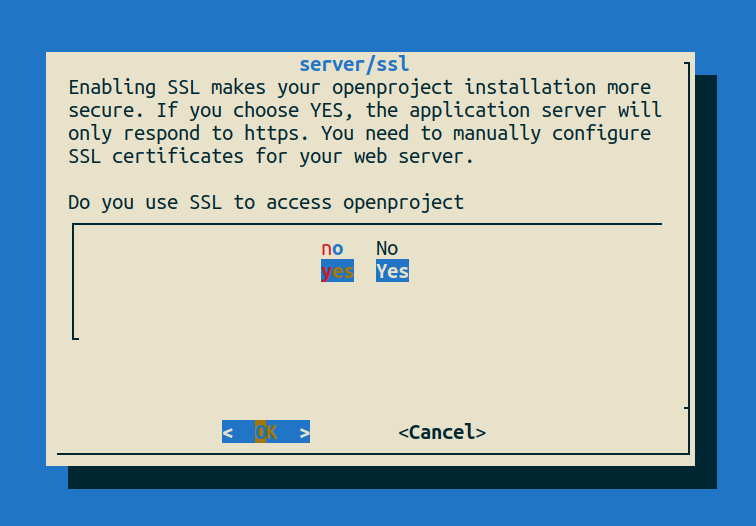 server/ssl
Enabling SSL makes your openproject installation more
secure. If you choose YES, the application server will
only respond to https. You need to manually configure
SSL certificates for your web server.
Do you use SSL to access openproject
no No
yes Yes
< OK > <Cancel>